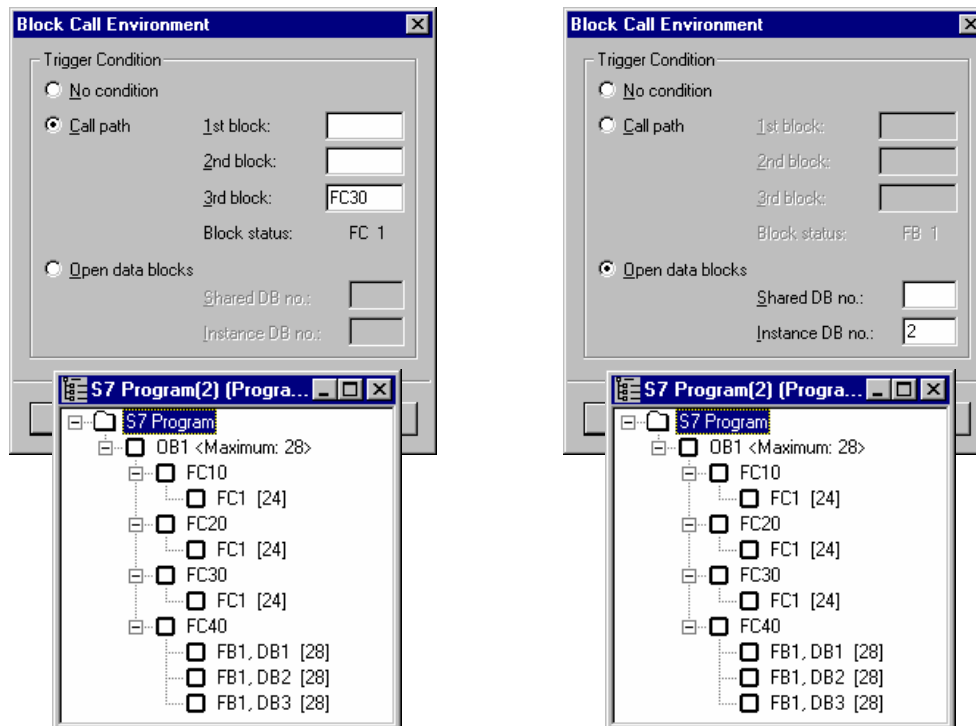 Block Call Environment
Trigger Condition
No condition
Call path
1st block:
2nd block:
3rd block: FC30
Block status: FC 1
Open data blocks
Shared DB no.:
Instance DB no.:
S7 Program(2) (Progra...
S7 Program
OB1 <Maximum: 28>
FC10
FC1 [24]
FC20
FC1 [24]
FC30
FC1 [24]
FC40
FB1, DB1 [28]
FB1, DB2 [28]
FB1, DB3 [28]
Block Call Environment
Trigger Condition
No condition
Call path
1st block:
2nd block:
3rd block:
Block status: FB 1
Open data blocks
Shared DB no.:
Instance DB no.: 2
S7 Program(2) (Progra...
S7 Program
OB1 <Maximum: 28>
FC10
FC1 [24]
FC20
FC1 [24]
FC30
FC1 [24]
FC40
FB1, DB1 [28]
FB1, DB2 [28]
FB1, DB3 [28]